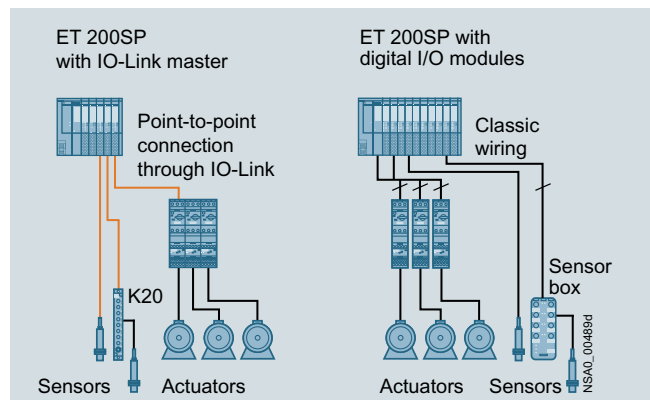 ET 200SP
with IO-Link master
ET 200SP with
digital I/O modules
Point-to-point
connection
through IO-Link
Classic
wiring
K20
Sensor
box
NSA0_00489d
Sensors
Actuators
Actuators
Sensors